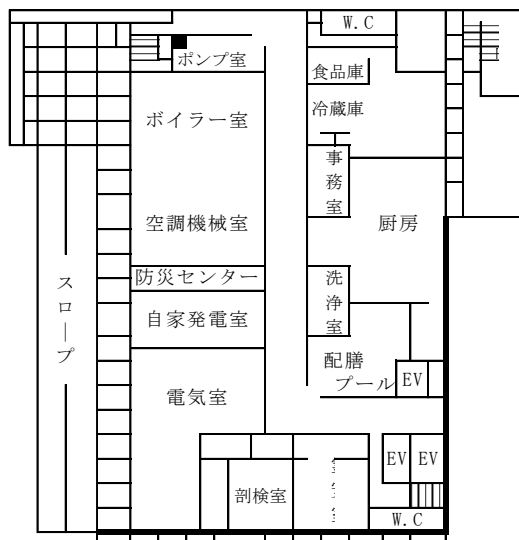 W.C
ポンプ室
食品庫
ボイラー室
冷蔵庫
事務室
空調機械室
厨房
防災センター
洗浄室
スロープ
自家発電室
配膳
プール
EV
電気室
EV
EV
剖検室
室
W.C